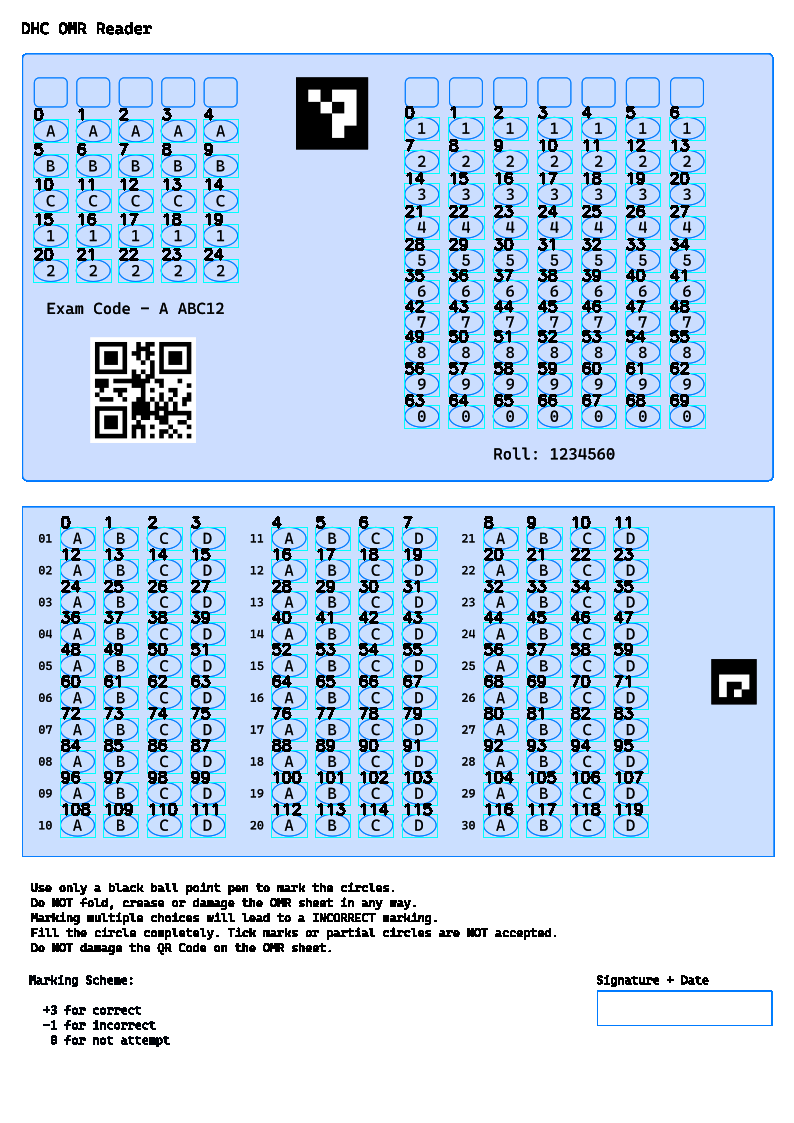 DHC OMR Reader
0 1 2 3 4
A A A A A
5 6 7 8 9
B B B B B
10 11 12 13 14
C C C C C
15 16 17 18 19
1 1 1 1 1
20 21 22 23 24
2 2 2 2 2
Exam Code - A ABC12
0 1 2 3 4 5 6
1 1 1 1 1 1 1
7 8 9 10 11 12 13
2 2 2 2 2 2 2
14 15 16 17 18 19 20
3 3 3 3 3 3 3
21 22 23 24 25 26 27
4 4 4 4 4 4 4
28 29 30 31 32 33 34
5 5 5 5 5 5 5
35 36 37 38 39 40 41
6 6 6 6 6 6 6
42 43 44 45 46 47 48
7 7 7 7 7 7 7
49 50 51 52 53 54 55
8 8 8 8 8 8 8
56 57 58 59 60 61 62
9 9 9 9 9 9 9
63 64 65 66 67 68 69
0 0 0 0 0 0 0
Roll: 1234560
0 1 2 3 4 5 6 7 8 9 10 11
01 A B C D 11 A B C D 21 A B C D
12 13 14 15 16 17 18 19 20 21 22 23
02 A B C D 12 A B C D 22 A B C D
24 25 26 27 28 29 30 31 32 33 34 35
03 A B C D 13 A B C D 23 A B C D
36 37 38 39 40 41 42 43 44 45 46 47
04 A B C D 14 A B C D 24 A B C D
48 49 50 51 52 53 54 55 56 57 58 59
05 A B C D 15 A B C D 25 A B C D
60 61 62 63 64 65 66 67 68 69 70 71
06 A B C D 16 A B C D 26 A B C D
72 73 74 75 76 77 78 79 80 81 82 83
07 A B C D 17 A B C D 27 A B C D
84 85 86 87 88 89 90 91 92 93 94 95
08 A B C D 18 A B C D 28 A B C D
96 97 98 99 100 101 102 103 104 105 106 107
09 A B C D 19 A B C D 29 A B C D
108 109 110 111 112 113 114 115 116 117 118 119
10 A B C D 20 A B C D 30 A B C D
Use only a black ball point pen to mark the circles.
Do NOT fold, crease or damage the OMR sheet in any way.
Marking multiple choices will lead to a INCORRECT marking.
Fill the circle completely. Tick marks or partial circles are NOT accepted.
Do NOT damage the QR Code on the OMR sheet.
Marking Scheme:
+3 for correct
-1 for incorrect
0 for not attempt
Signature + Date